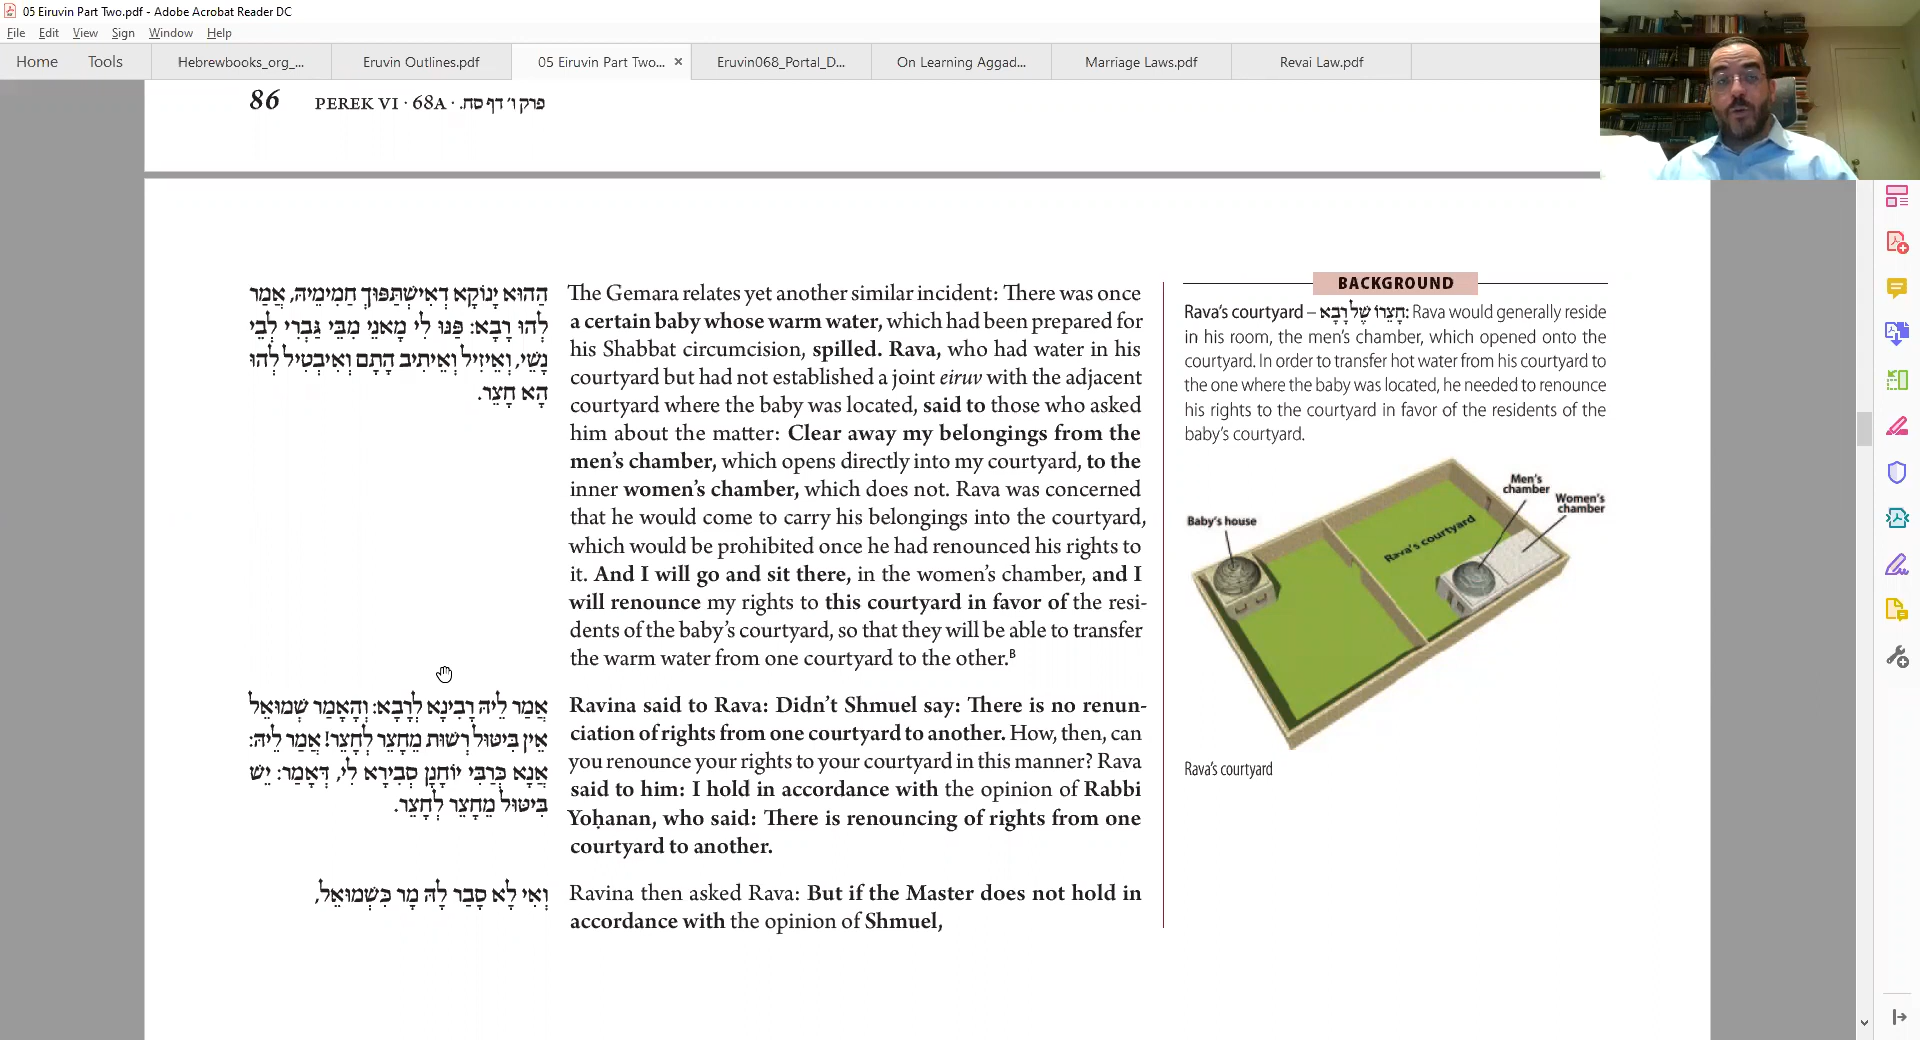 05 Eiruvin Part Two.pdf - Adobe Acrobat Reader DC
File Edit View Sign Window Help
Home Tools Hebrewbooks_org_... Eruvin Outlines.pdf 05 Eiruvin Part Two... × Eruvin068_Portal_D... On Learning Aggad... Marriage Laws.pdf Revai Law.pdf
86 PEREK VI · 68A · פרק ו׳ דף סח.
הַהוּא יָנוֹקָא דְּאִישְׁתַּפּוּךְ חַמִּימֵיהּ, אֲמַר
לְהוּ רָבָא: פַּנּוּ לִי מָאנֵי מִבֵּי גַּבְרֵי לְבֵי
נָשֵׁי, וְאֵיזִיל וְאֵיתִיב הָתָם וְאִיבְטִיל לְהוּ
הָא חָצֵר.
The Gemara relates yet another similar incident: There was once
a certain baby whose warm water, which had been prepared for
his Shabbat circumcision, spilled. Rava, who had water in his
courtyard but had not established a joint eiruv with the adjacent
courtyard where the baby was located, said to those who asked
him about the matter: Clear away my belongings from the
men's chamber, which opens directly into my courtyard, to the
inner women's chamber, which does not. Rava was concerned
that he would come to carry his belongings into the courtyard,
which would be prohibited once he had renounced his rights to
it. And I will go and sit there, in the women's chamber, and I
will renounce my rights to this courtyard in favor of the resi-
dents of the baby's courtyard, so that they will be able to transfer
the warm water from one courtyard to the other.ᴮ
אֲמַר לֵיהּ רָבִינָא לְרָבָא: וְהָאָמַר שְׁמוּאֵל
אֵין בִּיטּוּל רְשׁוּת מֵחָצֵר לְחָצֵר! אֲמַר לֵיהּ:
אֲנָא כְּרַבִּי יוֹחָנָן סְבִירָא לִי, דְּאָמַר: יֵשׁ
בִּיטּוּל מֵחָצֵר לְחָצֵר.
Ravina said to Rava: Didn't Shmuel say: There is no renun-
ciation of rights from one courtyard to another. How, then, can
you renounce your rights to your courtyard in this manner? Rava
said to him: I hold in accordance with the opinion of Rabbi
Yoḥanan, who said: There is renouncing of rights from one
courtyard to another.
וְאִי לָא סָבַר לָהּ מָר כִּשְׁמוּאֵל,
Ravina then asked Rava: But if the Master does not hold in
accordance with the opinion of Shmuel,
BACKGROUND
Rava's courtyard – חֲצֵרוֹ שֶׁל רָבָא: Rava would generally reside
in his room, the men's chamber, which opened onto the
courtyard. In order to transfer hot water from his courtyard to
the one where the baby was located, he needed to renounce
his rights to the courtyard in favor of the residents of the
baby's courtyard.
Men's
chamber
Women's
chamber
Baby's house
Rava's courtyard
Rava's courtyard